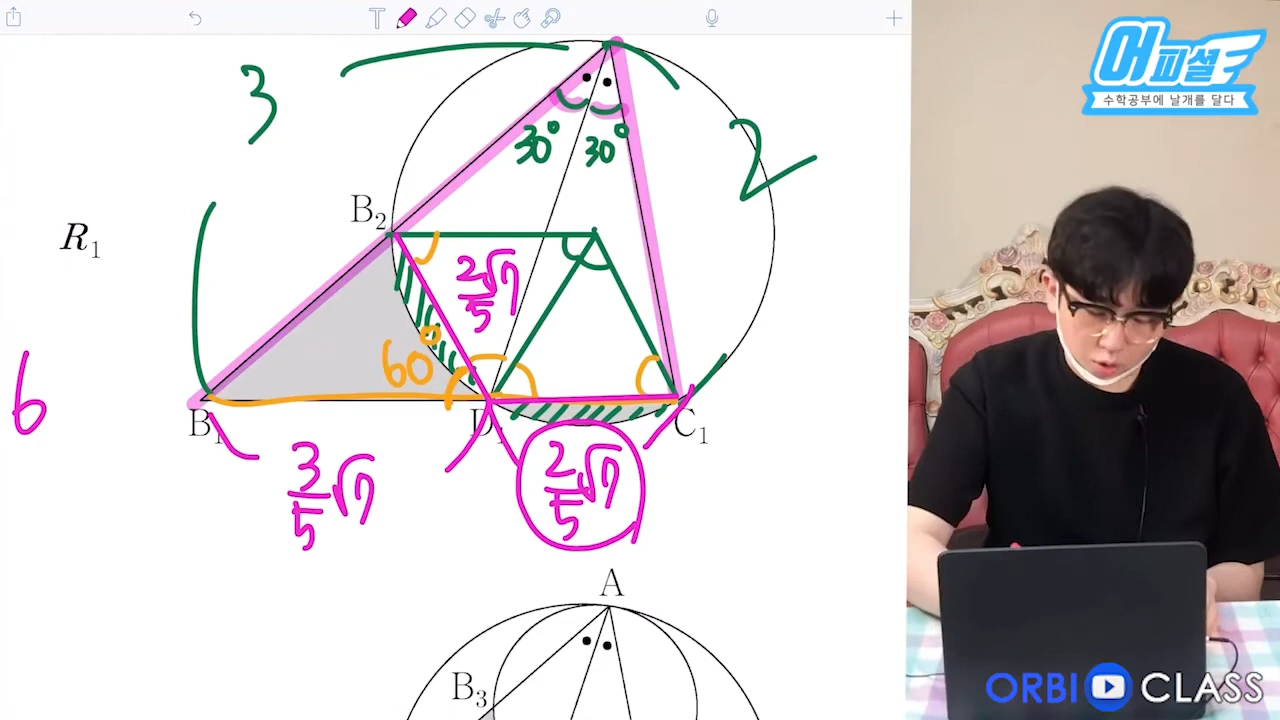 어피셜
수학공부에 날개를 달다
3
30° 30°
2
B₂
R₁
2/5 √7
60°
6
B₁ D₁ C₁
3/5 √7
2/5 √7
A
B₃
ORBI CLASS